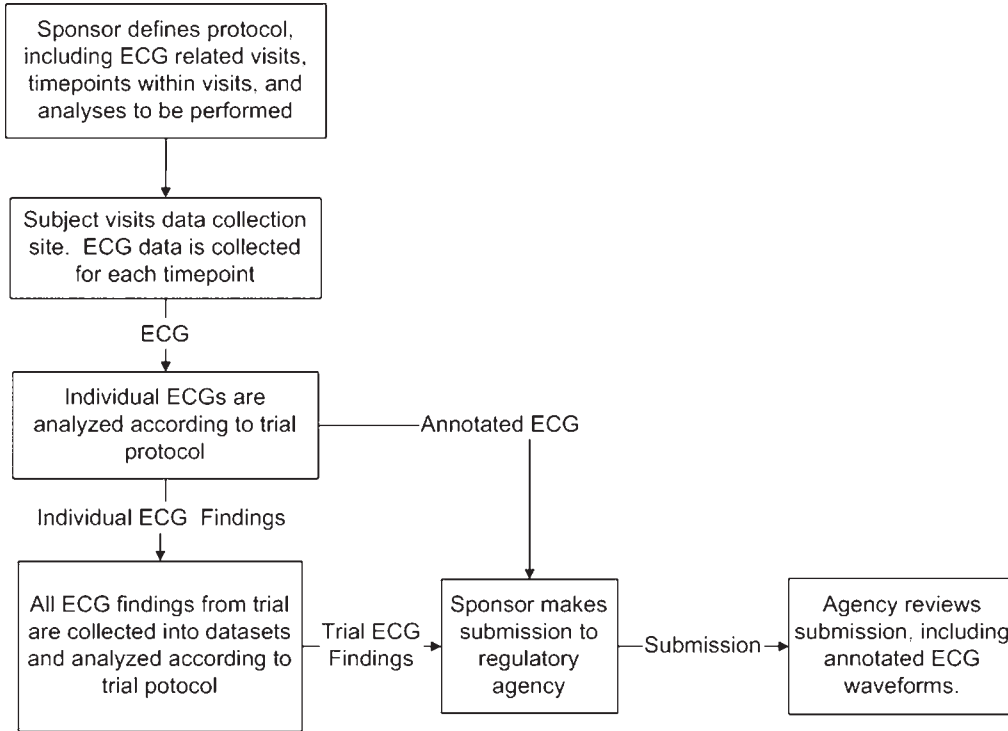 Sponsor defines protocol,
including ECG related visits,
timepoints within visits, and
analyses to be performed
Subject visits data collection
site. ECG data is collected
for each timepoint
ECG
Individual ECGs are
analyzed according to trial
protocol
Annotated ECG
Individual ECG Findings
All ECG findings from trial
are collected into datasets
and analyzed according to
trial potocol
Trial ECG
Findings
Sponsor makes
submission to
regulatory
agency
Submission
Agency reviews
submission, including
annotated ECG
waveforms.